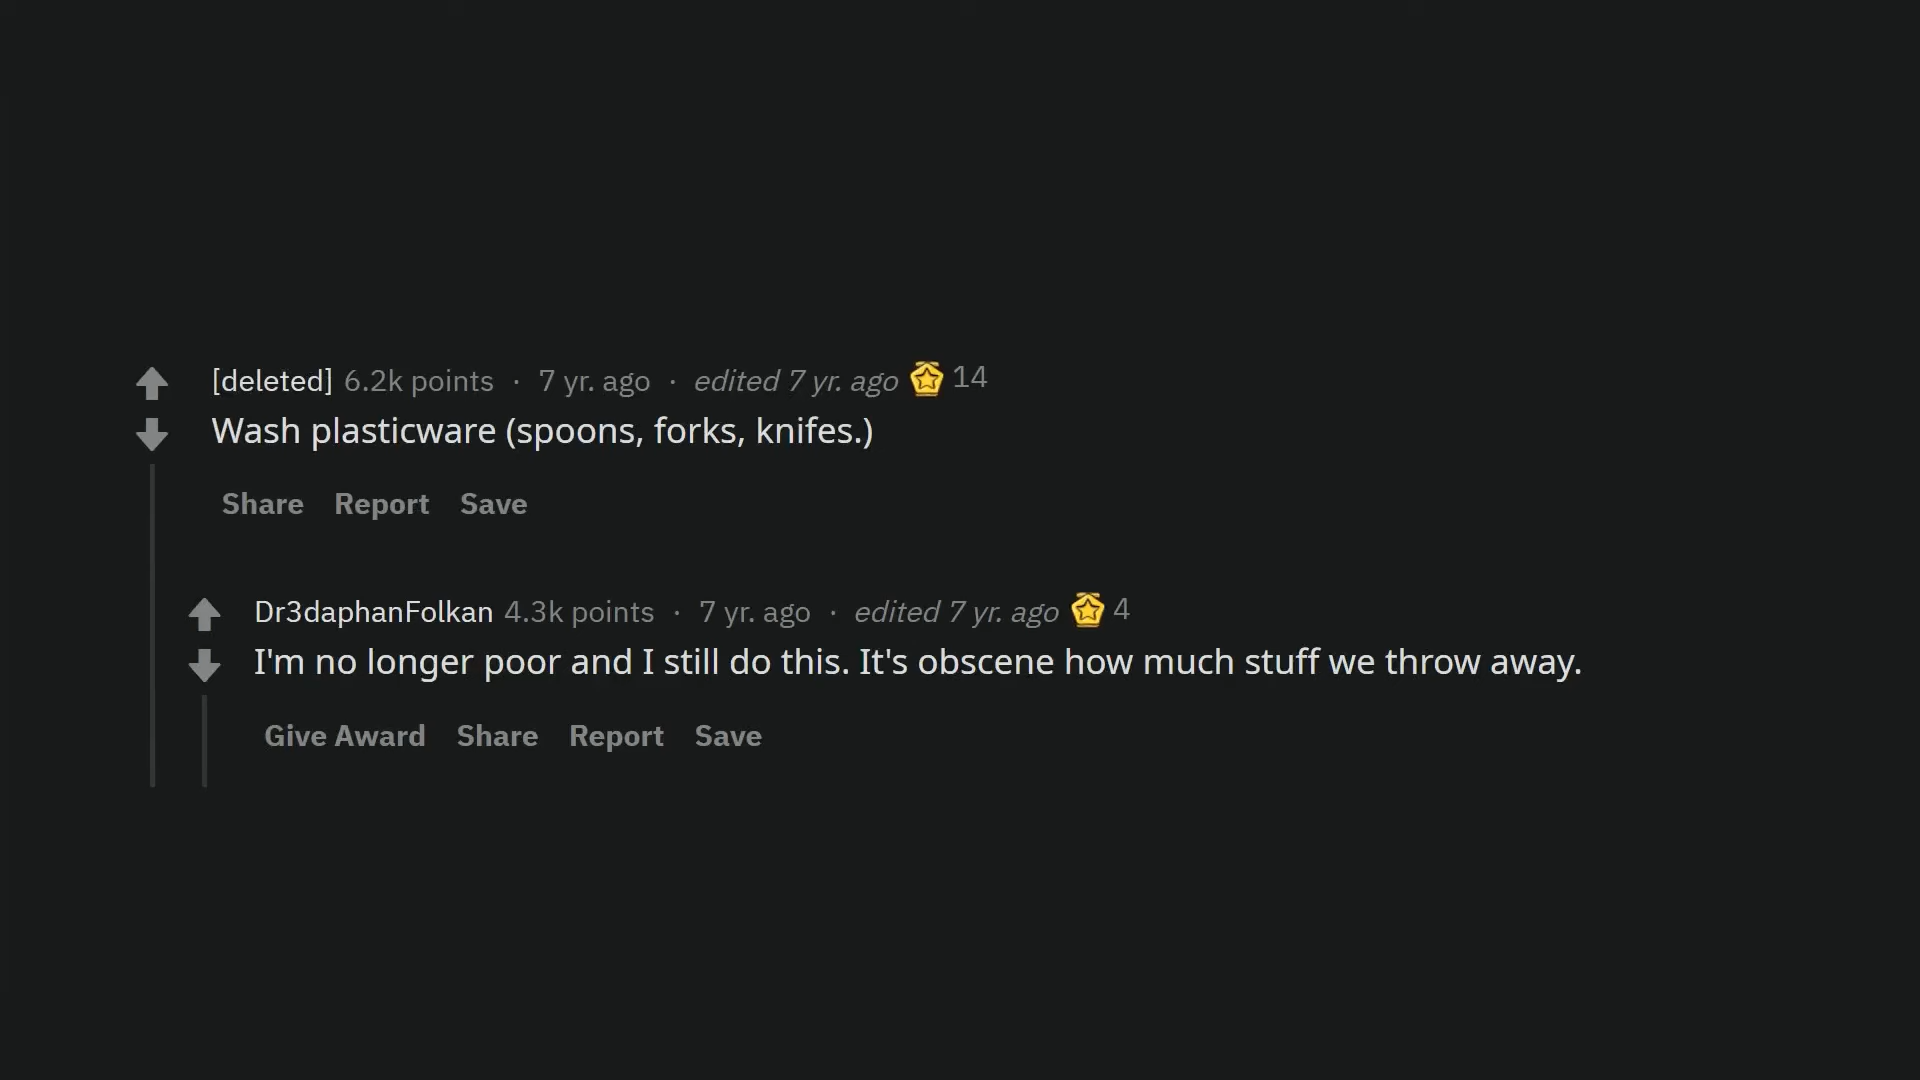 [deleted] 6.2k points · 7 yr. ago · edited 7 yr. ago 14
Wash plasticware (spoons, forks, knifes.)
Share Report Save
Dr3daphanFolkan 4.3k points · 7 yr. ago · edited 7 yr. ago 4
I'm no longer poor and I still do this. It's obscene how much stuff we throw away.
Give Award Share Report Save